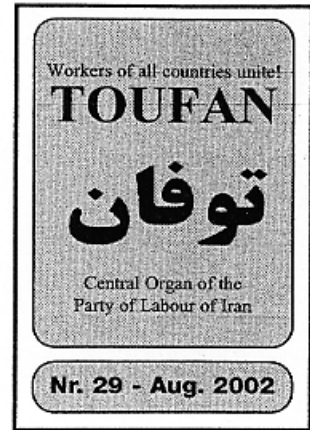 Workers of all countries unite!
TOUFAN
توفان
Central Organ of the
Party of Labour of Iran
Nr. 29 - Aug. 2002